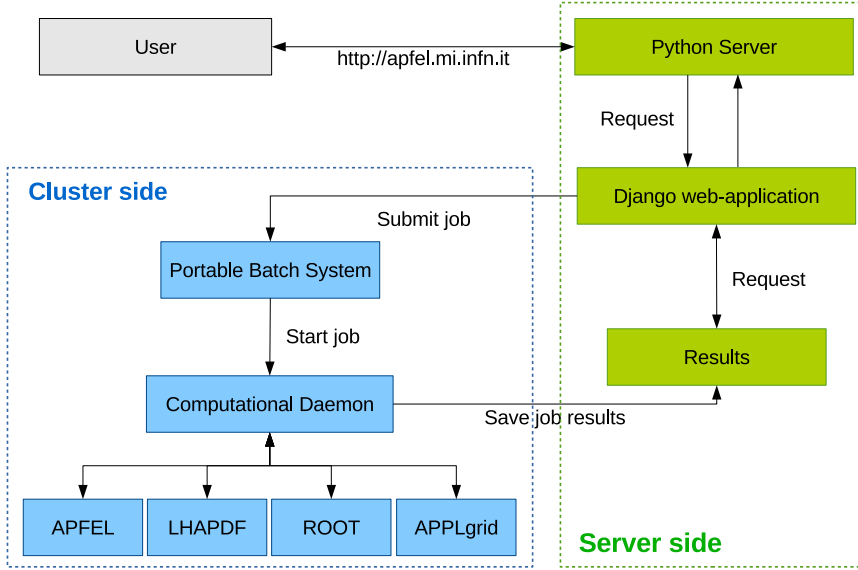 User
http://apfel.mi.infn.it
Python Server
Request
Cluster side
Django web-application
Submit job
Portable Batch System
Request
Start job
Results
Computational Daemon
Save job results
APFEL
LHAPDF
ROOT
APPLgrid
Server side